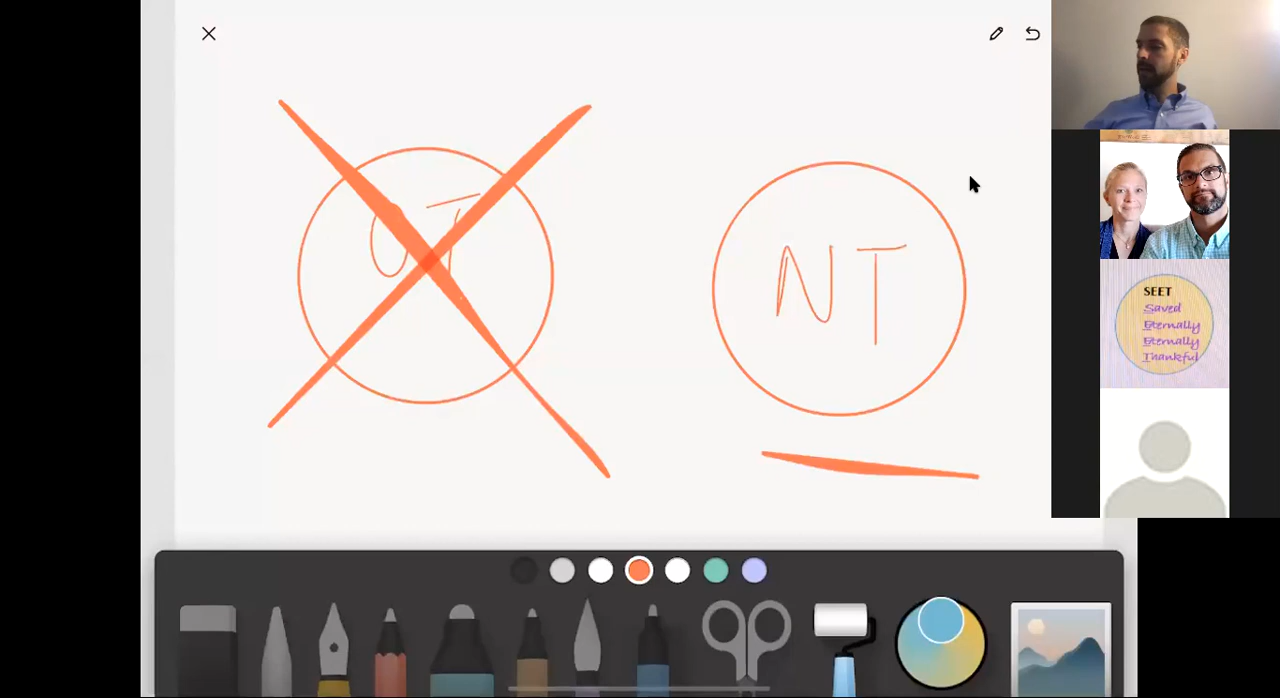 OT
NT
SEET
Saved
Eternally
Eternally
Thankful